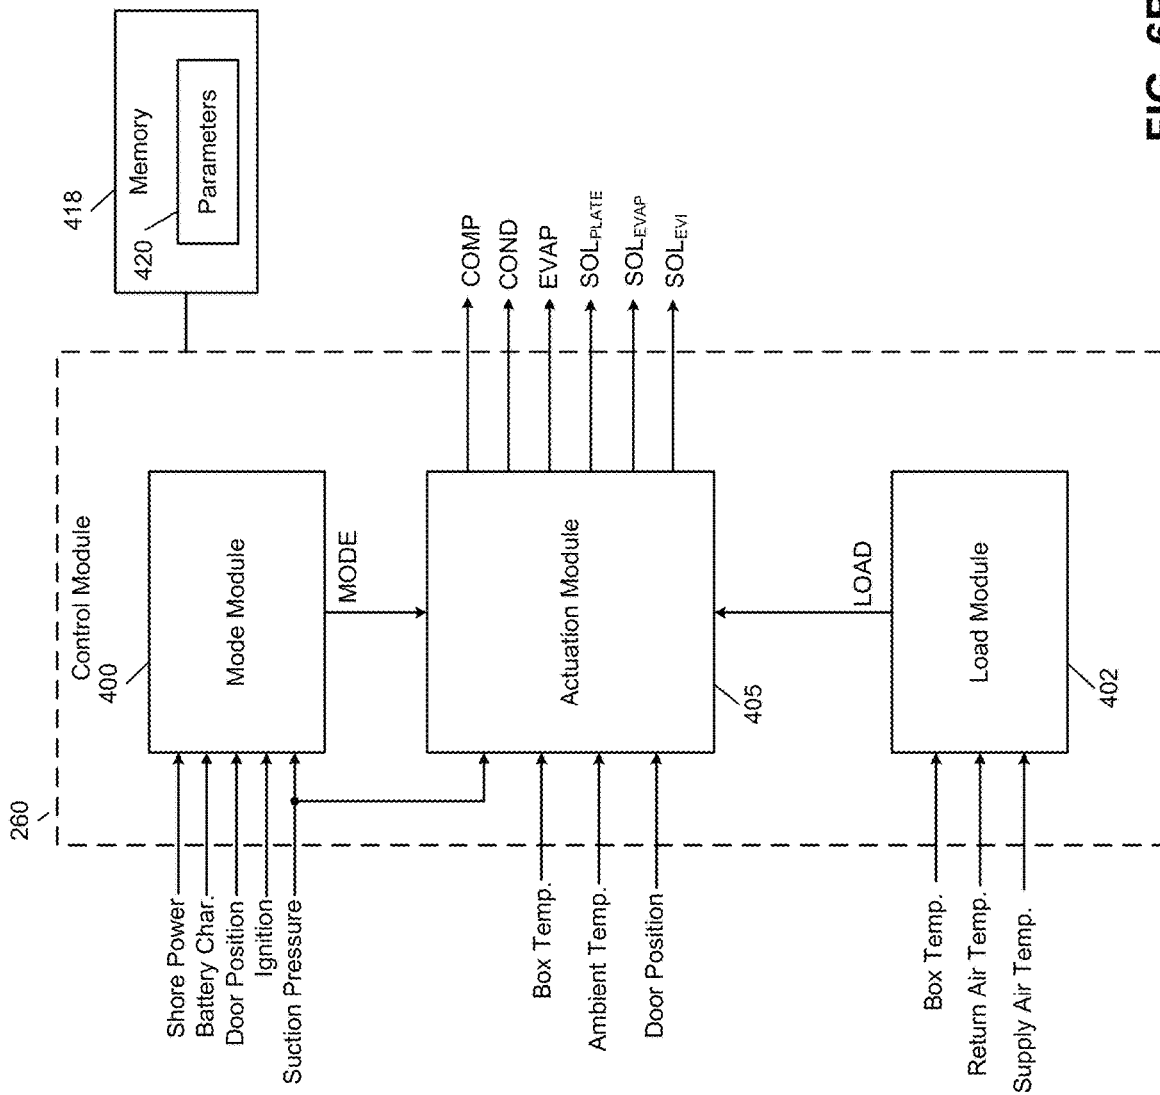 260
Control Module
400
Mode Module
MODE
Shore Power
Battery Char.
Door Position
Ignition
Suction Pressure
418
Memory
420
Parameters
Actuation Module
405
Box Temp.
Ambient Temp.
Door Position
COMP
COND
EVAP
SOLPLATE
SOLEVAP
SOLEVI
LOAD
Load Module
402
Box Temp.
Return Air Temp.
Supply Air Temp.
FIG.